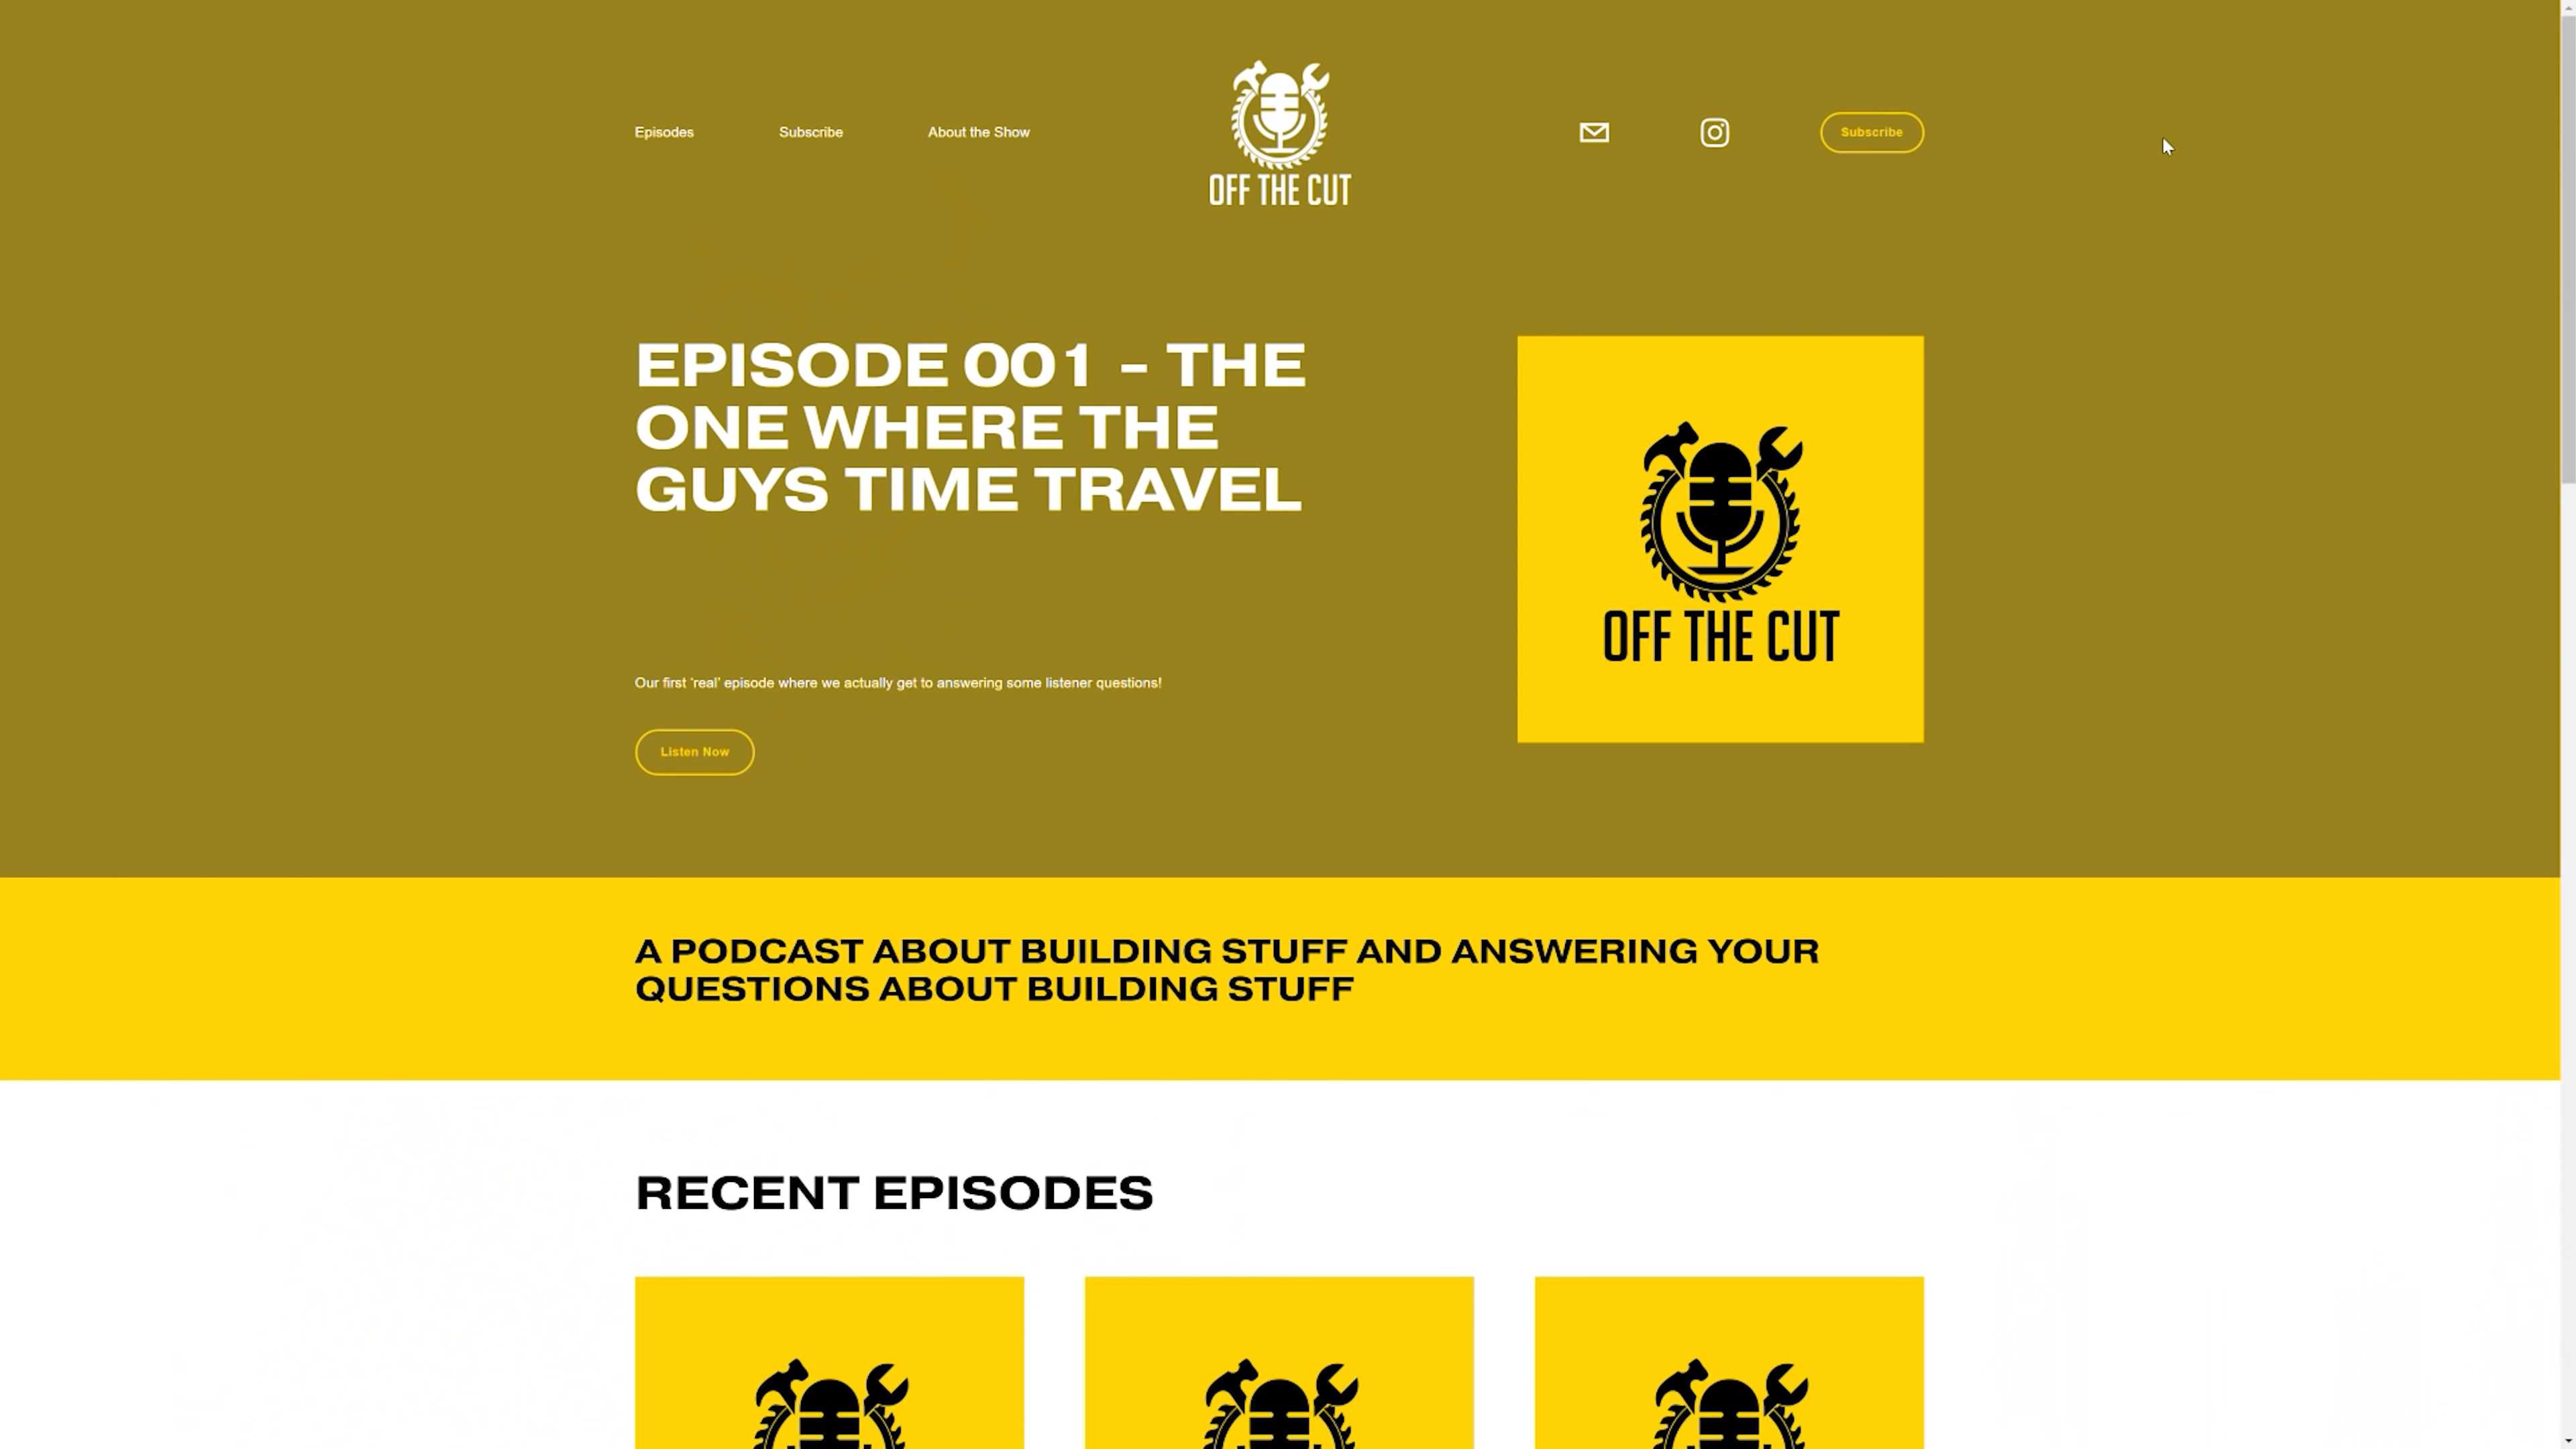 Episodes
Subscribe
About the Show
OFF THE CUT
Subscribe
EPISODE 001 - THE
ONE WHERE THE
GUYS TIME TRAVEL
OFF THE CUT
Our first ‘real’ episode where we actually get to answering some listener questions!
Listen Now
A PODCAST ABOUT BUILDING STUFF AND ANSWERING YOUR
QUESTIONS ABOUT BUILDING STUFF
RECENT EPISODES